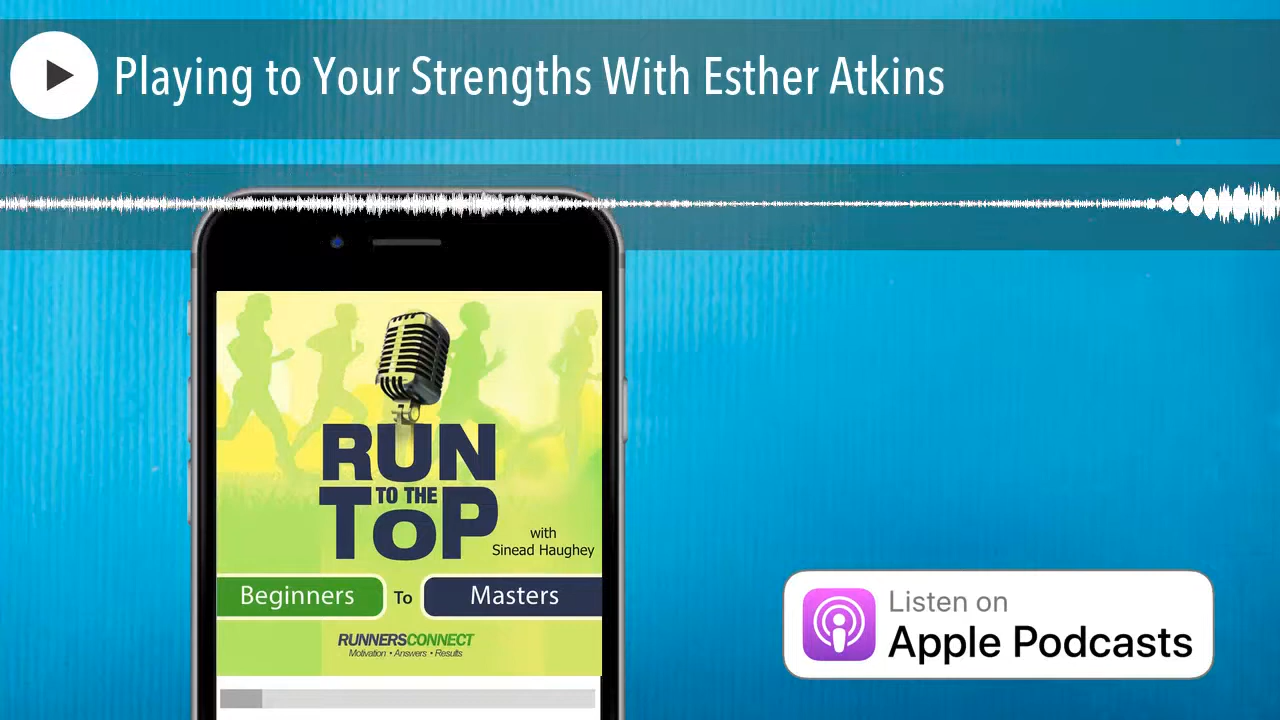 Playing to Your Strengths With Esther Atkins
RUN
TO THE
ToP
with
Sinead Haughey
Beginners To Masters
RUNNERSCONNECT
Motivation • Answers • Results
Listen on
Apple Podcasts